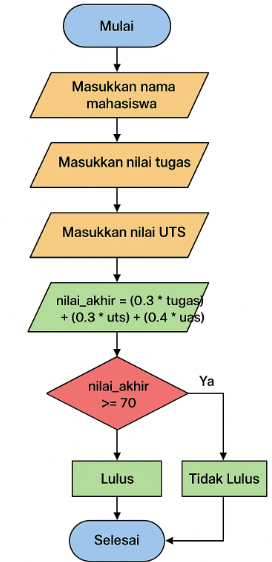 Mulai
Masukkan nama
mahasiswa
Masukkan nilai tugas
Masukkan nilai UTS
nilai_akhir = (0.3 * tugas)
+ (0.3 * uts) + (0.4 * uas)
nilai_akhir
>= 70
Ya
Lulus
Tidak Lulus
Selesai